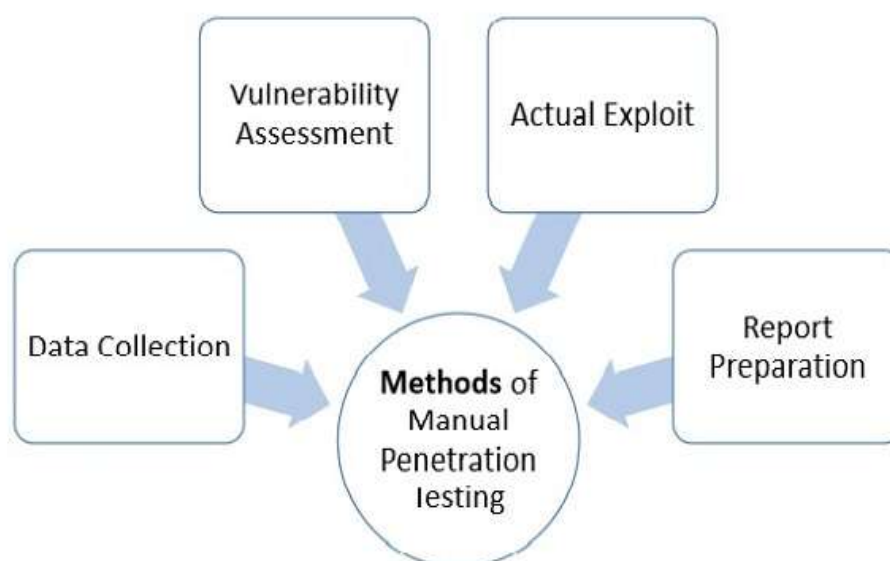 Vulnerability
Assessment
Actual Exploit
Data Collection
Report
Preparation
Methods of
Manual
Penetration
Testing